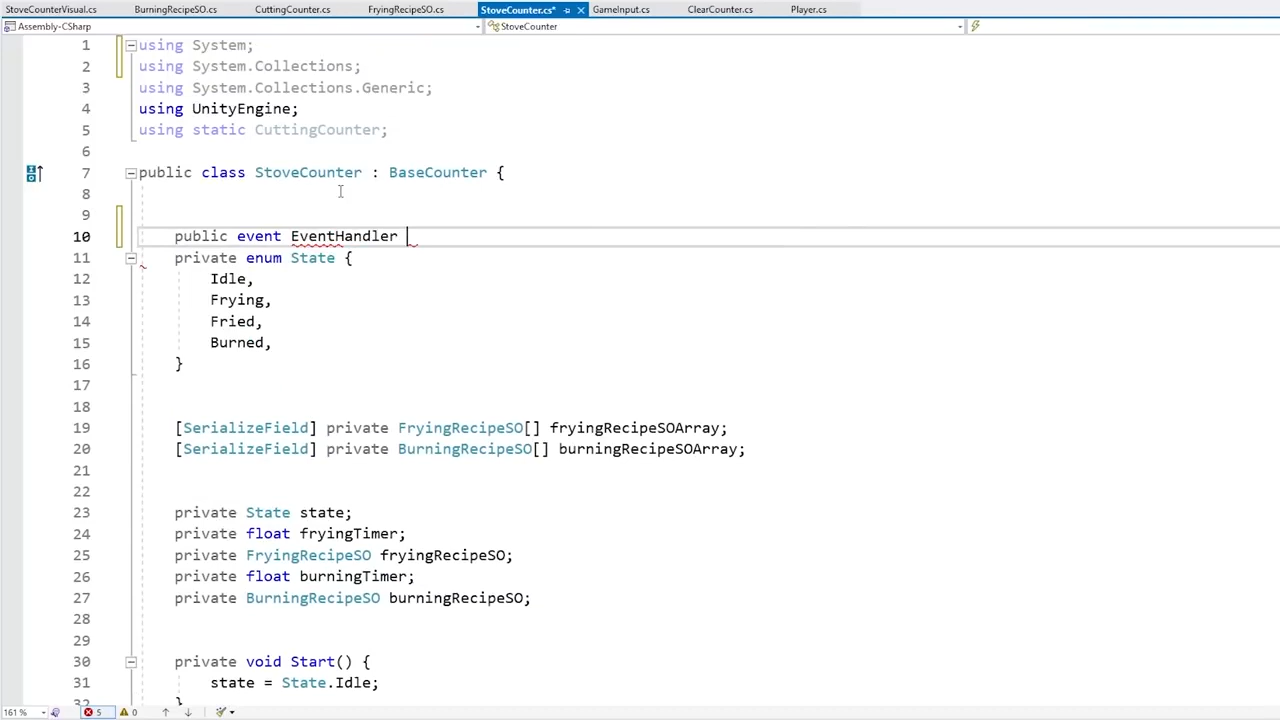 StoveCounterVisual.cs BurningRecipeSO.cs CuttingCounter.cs FryingRecipeSO.cs StoveCounter.cs* GameInput.cs ClearCounter.cs Player.cs
Assembly-CSharp StoveCounter
1 using System;
2 using System.Collections;
3 using System.Collections.Generic;
4 using UnityEngine;
5 using static CuttingCounter;
6
7 public class StoveCounter : BaseCounter {
8
9
10 public event EventHandler
11 private enum State {
12 Idle,
13 Frying,
14 Fried,
15 Burned,
16 }
17
18
19 [SerializeField] private FryingRecipeSO[] fryingRecipeSOArray;
20 [SerializeField] private BurningRecipeSO[] burningRecipeSOArray;
21
22
23 private State state;
24 private float fryingTimer;
25 private FryingRecipeSO fryingRecipeSO;
26 private float burningTimer;
27 private BurningRecipeSO burningRecipeSO;
28
29
30 private void Start() {
31 state = State.Idle;
32 }
161 % 5 0